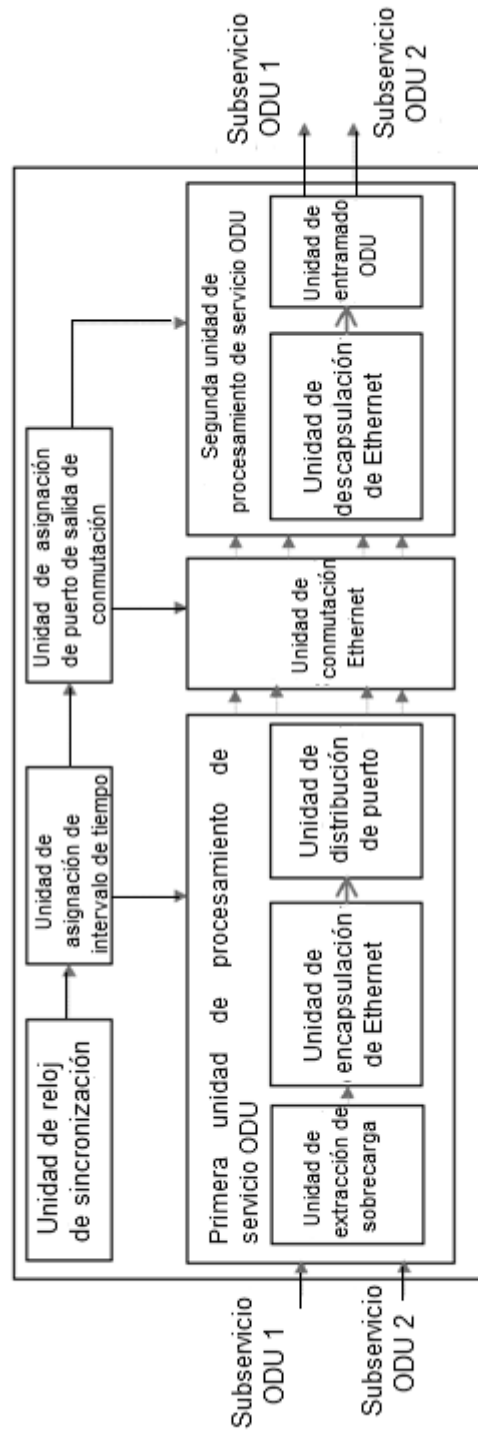 Unidad de reloj
de sincronización
Unidad de
asignación de
intervalo de tiempo
Unidad de asignación
de puerto de salida de
conmutación
Subservicio
ODU 1
Subservicio
ODU 2
Primera unidad de procesamiento de
servicio ODU
Unidad de
extracción de
sobrecarga
Unidad de
encapsulación
de Ethernet
Unidad de
distribución
de puerto
Unidad de
conmutación
Ethernet
Segunda unidad de
procesamiento de servicio ODU
Unidad de
descapsulación
de Ethernet
Unidad de
entramado
ODU
Subservicio
ODU 1
Subservicio
ODU 2